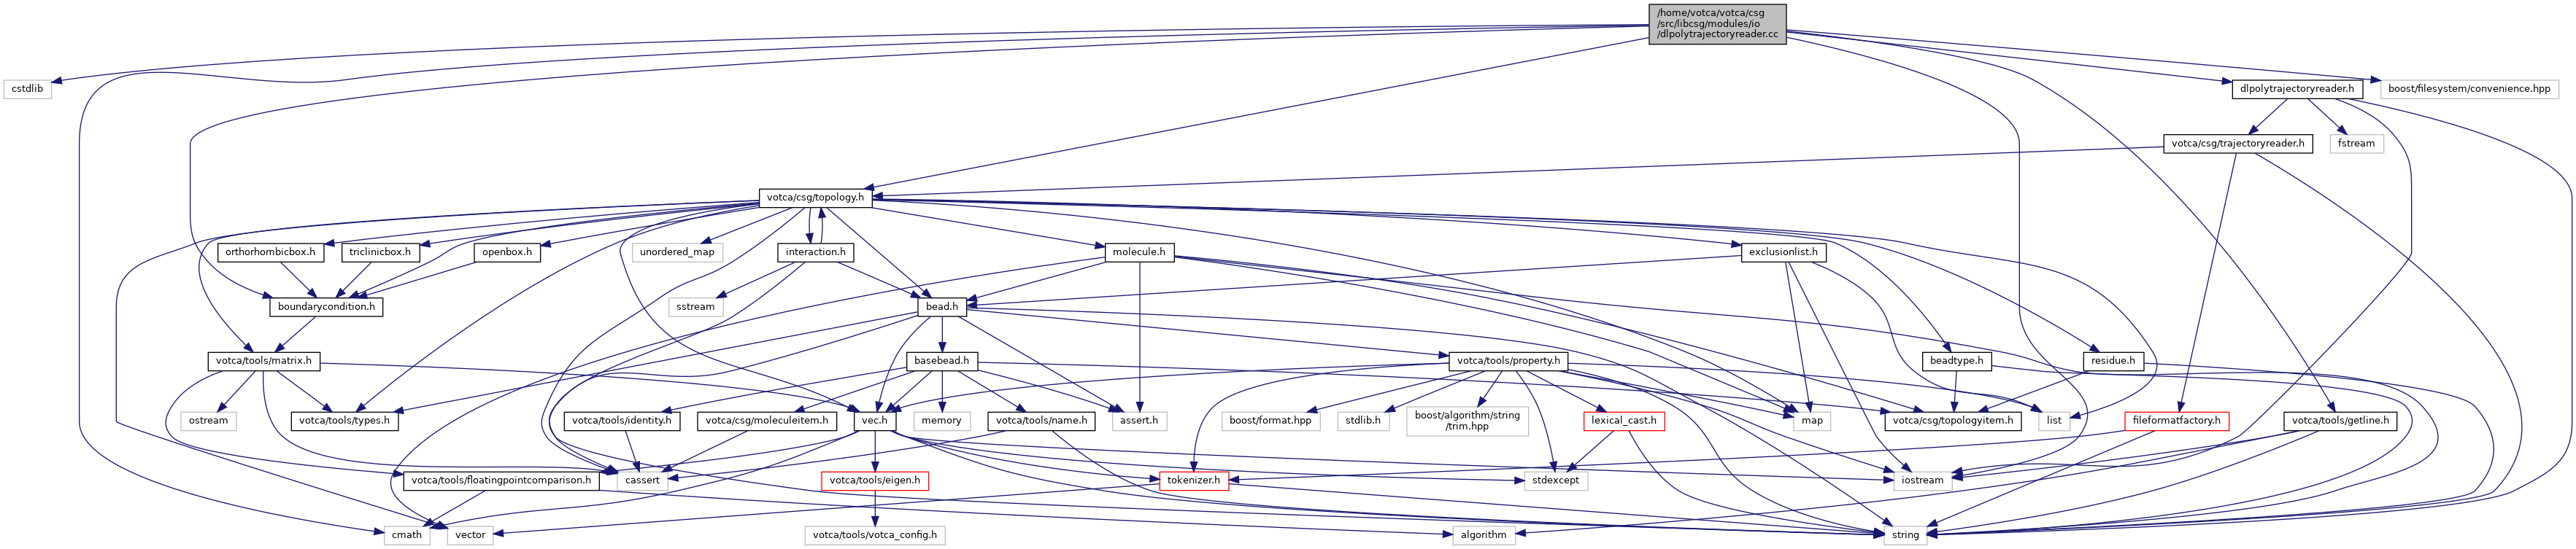 /home/votca/votca/csg
/src/libcsg/modules/io
/dlpolytrajectoryreader.cc
cstdlib
dlpolytrajectoryreader.h
boost/filesystem/convenience.hpp
votca/csg/trajectoryreader.h
fstream
votca/csg/topology.h
orthorhombicbox.h
triclinicbox.h
openbox.h
unordered_map
interaction.h
molecule.h
exclusionlist.h
boundarycondition.h
sstream
bead.h
votca/tools/matrix.h
basebead.h
votca/tools/property.h
beadtype.h
residue.h
ostream
votca/tools/types.h
votca/tools/identity.h
votca/csg/moleculeitem.h
vec.h
memory
votca/tools/name.h
assert.h
boost/format.hpp
stdlib.h
boost/algorithm/string
/trim.hpp
lexical_cast.h
map
votca/csg/topologyitem.h
list
fileformatfactory.h
votca/tools/getline.h
votca/tools/floatingpointcomparison.h
cassert
votca/tools/eigen.h
tokenizer.h
stdexcept
iostream
cmath
vector
votca/tools/votca_config.h
algorithm
string